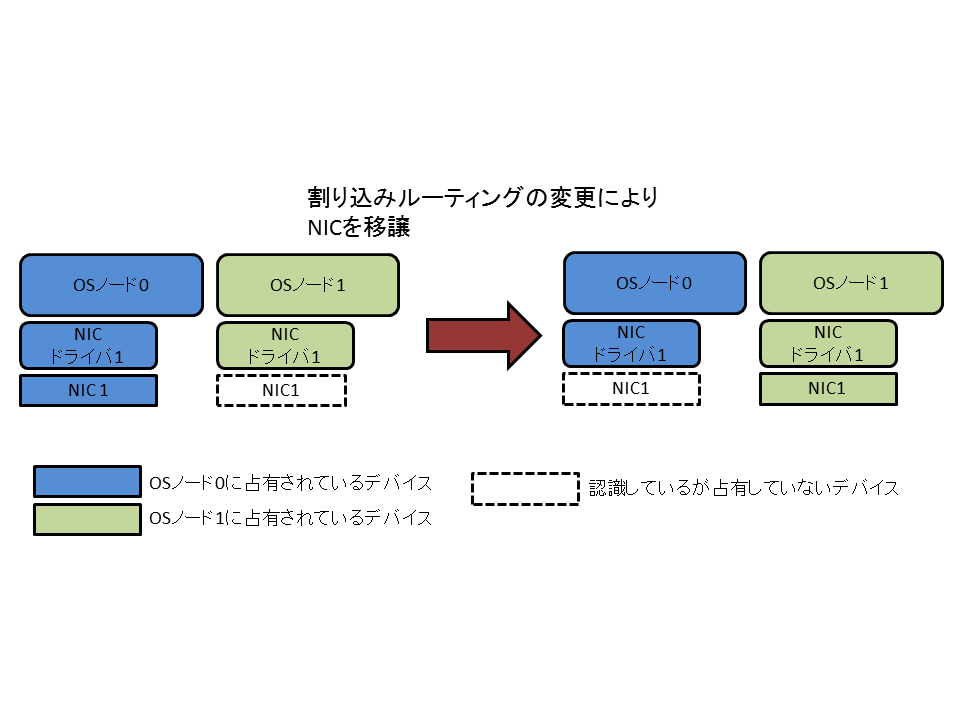 割り込みルーティングの変更により
NICを移譲
OSノード0
OSノード1
NIC
ドライバ1
NIC
ドライバ1
NIC 1
NIC1
OSノード0
OSノード1
NIC
ドライバ1
NIC
ドライバ1
NIC1
NIC1
OSノード0に占有されているデバイス
OSノード1に占有されているデバイス
認識しているが占有していないデバイス